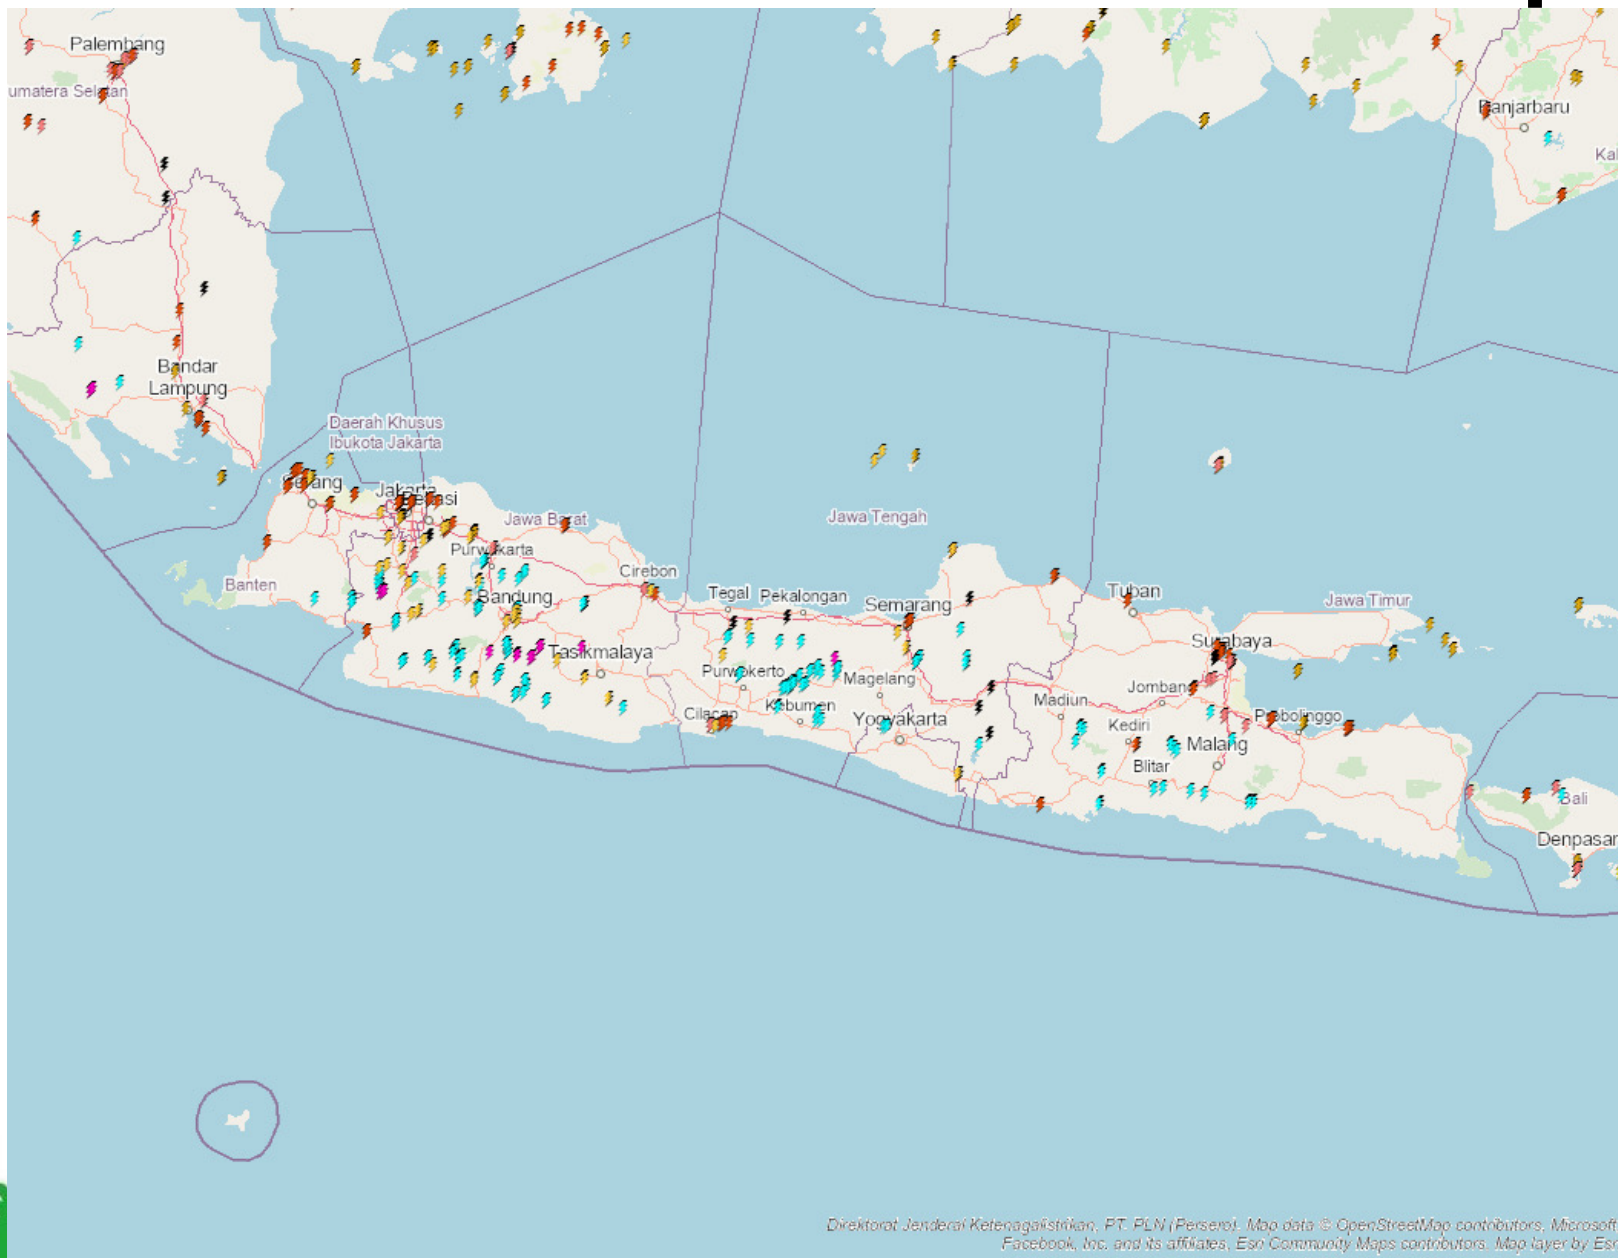 Palembang
umatera Selatan
Banjarbaru
Kal
Bandar
Lampung
Daerah Khusus
Ibukota Jakarta
Serang
Jakarta
Bekasi
Jawa Barat
Jawa Tengah
Purwakarta
Cirebon
Banten
Bandung
Tegal
Pekalongan
Semarang
Tuban
Jawa Timur
Surabaya
Tasikmalaya
Purwokerto
Magelang
Madiun
Jombang
Cilacap
Kebumen
Yogyakarta
Kediri
Probolinggo
Malang
Blitar
Bali
Denpasar
Direktorat Jenderal Ketenagalistrikan, PT. PLN (Persero). Map data © OpenStreetMap contributors, Microsoft
Facebook, Inc. and its affiliates, Esri Community Maps contributors. Map layer by Esr